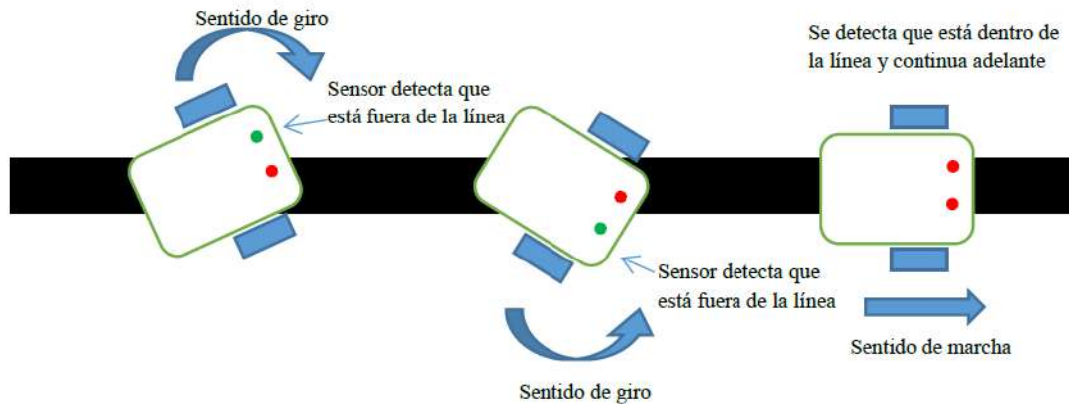 Sentido de giro
Sensor detecta que
está fuera de la línea
Se detecta que está dentro de
la línea y continua adelante
Sensor detecta que
está fuera de la línea
Sentido de giro
Sentido de marcha